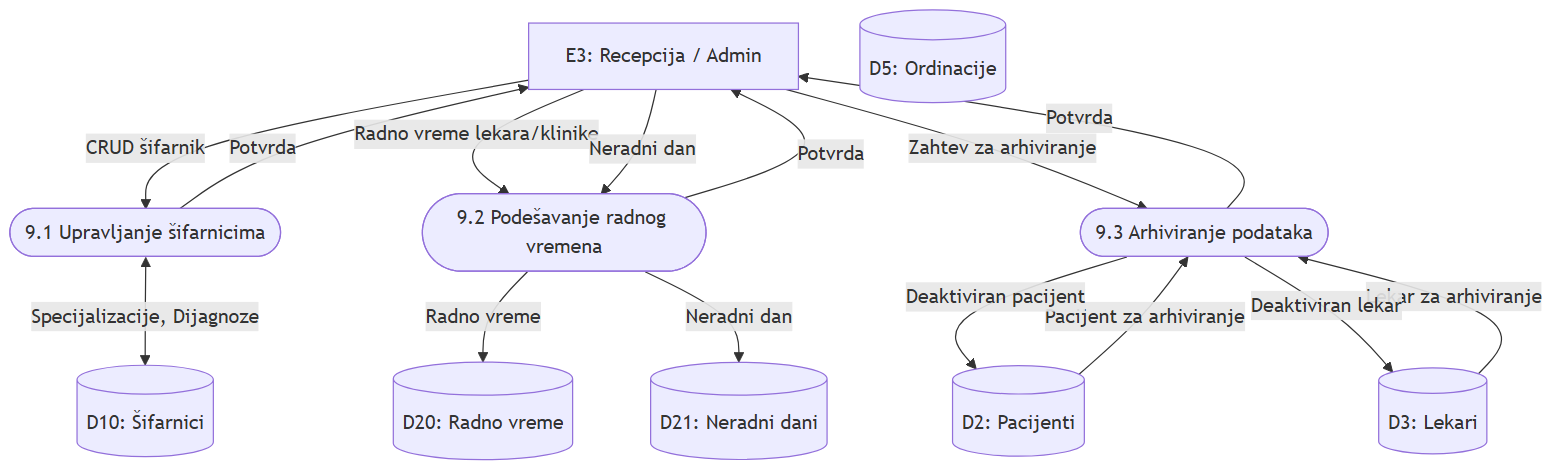 E3: Recepcija / Admin
D5: Ordinacije
CRUD šifarnik
Potvrda
Radno vreme lekara/klinike
Neradni dan
Potvrda
Zahtev za arhiviranje
Potvrda
9.1 Upravljanje šifarnicima
9.2 Podešavanje radnog
vremena
9.3 Arhiviranje podataka
Specijalizacije, Dijagnoze
Radno vreme
Neradni dan
Deaktiviran pacijent
Pacijent za arhiviranje
Deaktiviran lekar
Lekar za arhiviranje
D10: Šifarnici
D20: Radno vreme
D21: Neradni dani
D2: Pacijenti
D3: Lekari